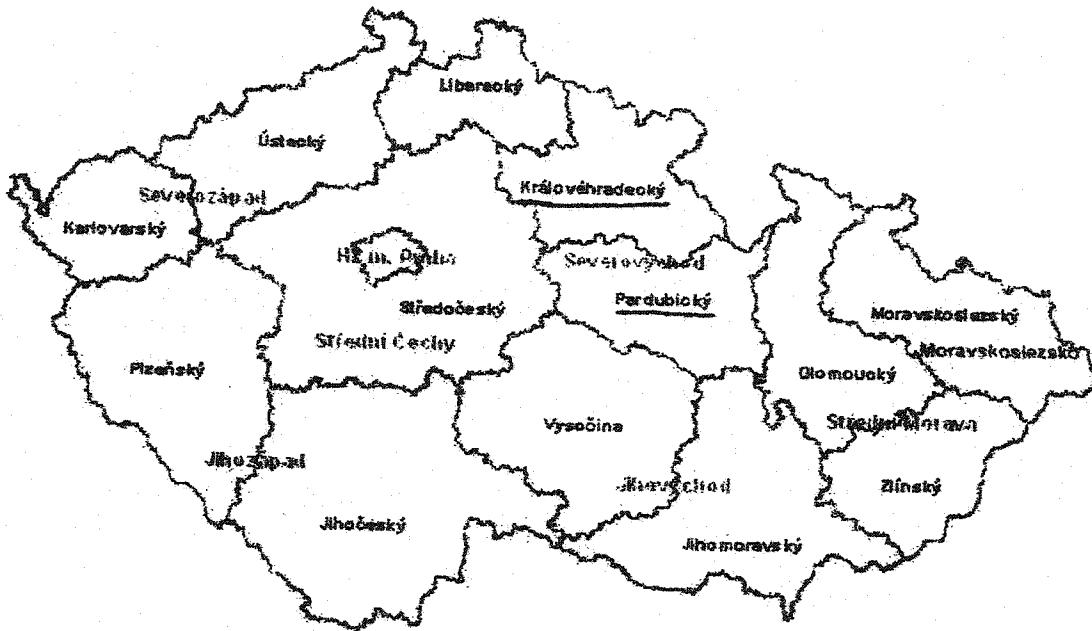 Liberecký
Ústecký
Královéhradecký
Severozápad
Karlovarský
Hl. m. Praha
Severovýchod
Pardubický
Středočeský
Moravskoslezský
Střední Čechy
Moravskoslezsko
Plzeňský
Olomoucký
Vysočina
Střední Morava
Jihozápad
Jihovýchod
Zlínský
Jihočeský
Jihomoravský